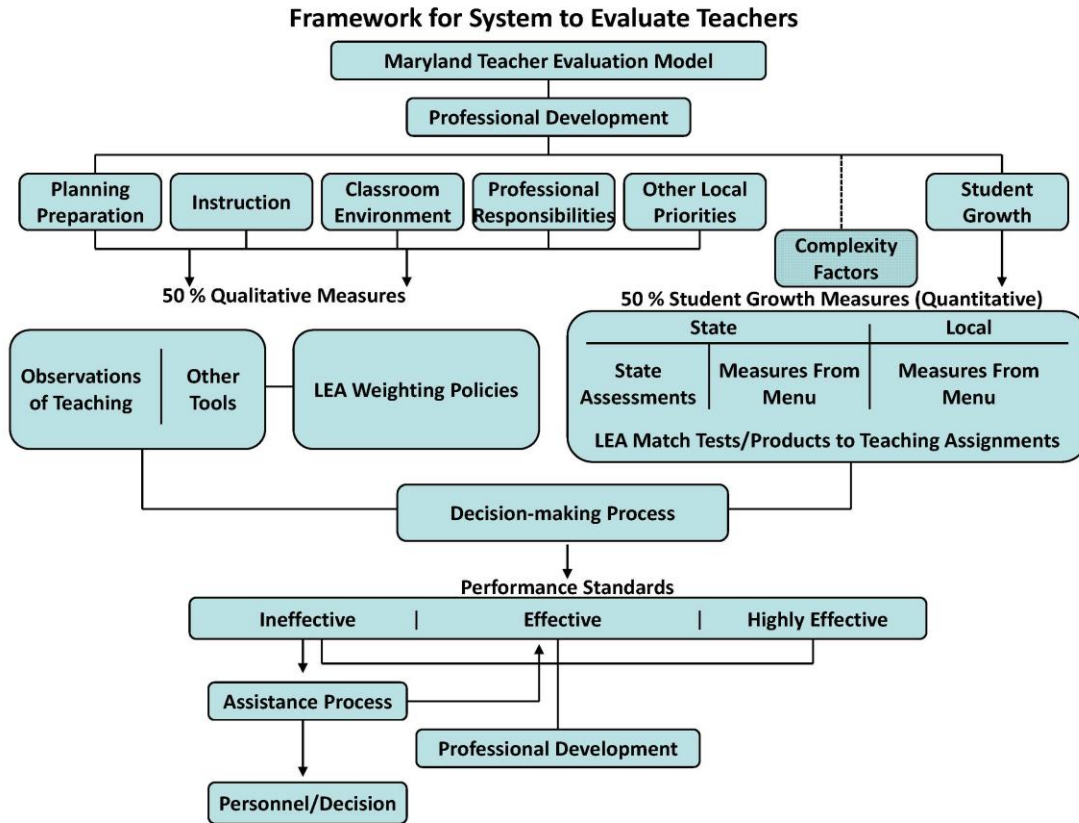 Framework for System to Evaluate Teachers
Maryland Teacher Evaluation Model
Professional Development
Planning
Preparation
Instruction
Classroom
Environment
Professional
Responsibilities
Other Local
Priorities
Student
Growth
Complexity
Factors
50 % Qualitative Measures
50 % Student Growth Measures (Quantitative)
Observations
of Teaching
Other
Tools
LEA Weighting Policies
State
Local
State
Assessments
Measures From
Menu
Measures From
Menu
LEA Match Tests/Products to Teaching Assignments
Decision-making Process
Performance Standards
Ineffective | Effective | Highly Effective
Assistance Process
Professional Development
Personnel/Decision